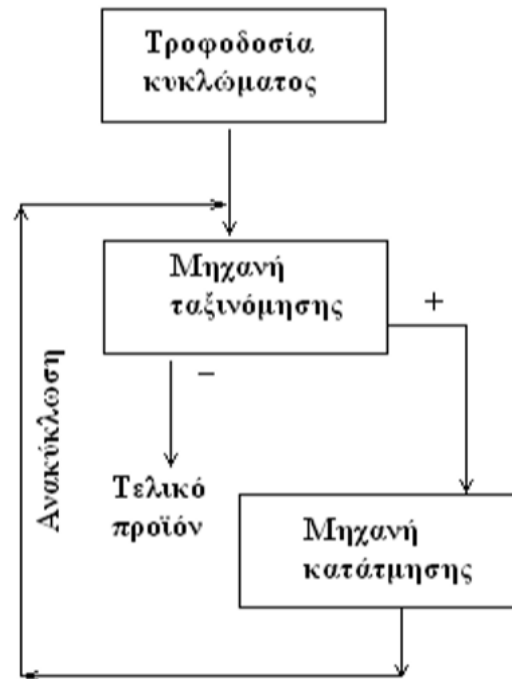 Τροφοδοσία
κυκλώματος
Μηχανή
ταξινόμησης
+
−
Ανακύκλωση
Τελικό
προϊόν
Μηχανή
κατάτμησης